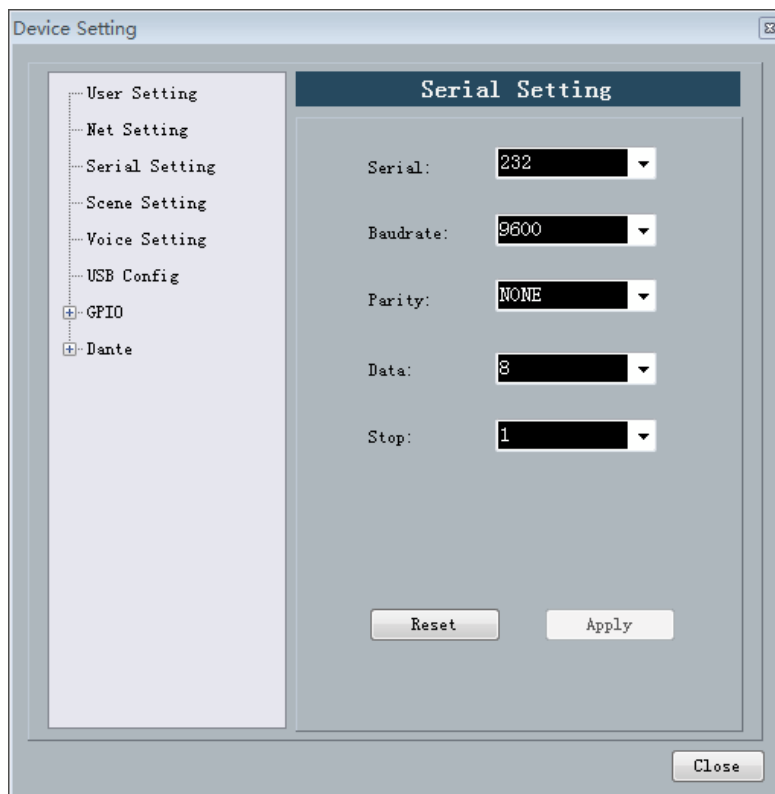 Device Setting
User Setting
Net Setting
Serial Setting
Scene Setting
Voice Setting
USB Config
GPIO
Dante
Serial Setting
Serial: 232
Baudrate: 9600
Parity: NONE
Data: 8
Stop: 1
Reset Apply
Close